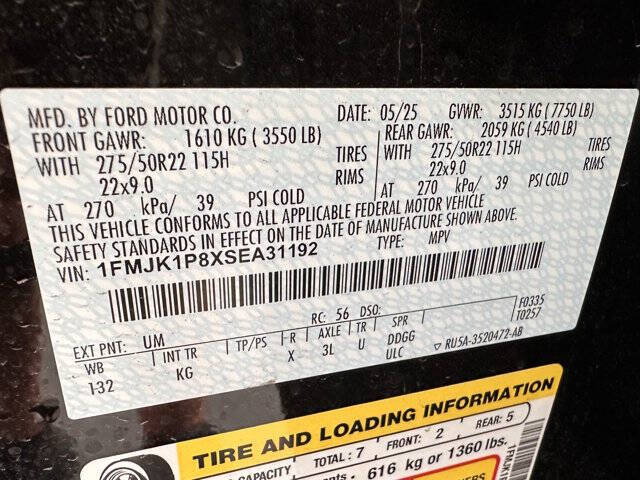 MFD. BY FORD MOTOR CO. DATE: 05/25 GVWR: 3515 KG (7750 LB)
FRONT GAWR: 1610 KG (3550 LB) REAR GAWR: 2059 KG (4540 LB)
WITH 275/50R22 115H TIRES WITH 275/50R22 115H TIRES
22x9.0 RIMS 22x9.0 RIMS
AT 270 kPa/ 39 PSI COLD AT 270 kPa/ 39 PSI COLD
THIS VEHICLE CONFORMS TO ALL APPLICABLE FEDERAL MOTOR VEHICLE
SAFETY STANDARDS IN EFFECT ON THE DATE OF MANUFACTURE SHOWN ABOVE.
VIN: 1FMJK1P8XSEA31192 TYPE: MPV
F0335
T0257
EXT PNT: UM RC: 56 DSO:
WB INT TR TP/PS R AXLE TR SPR
132 KG X 3L U DDGG
ULC ▽ RU5A-3520472-AB
TIRE AND LOADING INFORMATION
CAPACITY TOTAL: 7 FRONT: 2 REAR: 5
616 kg or 1360 lbs.